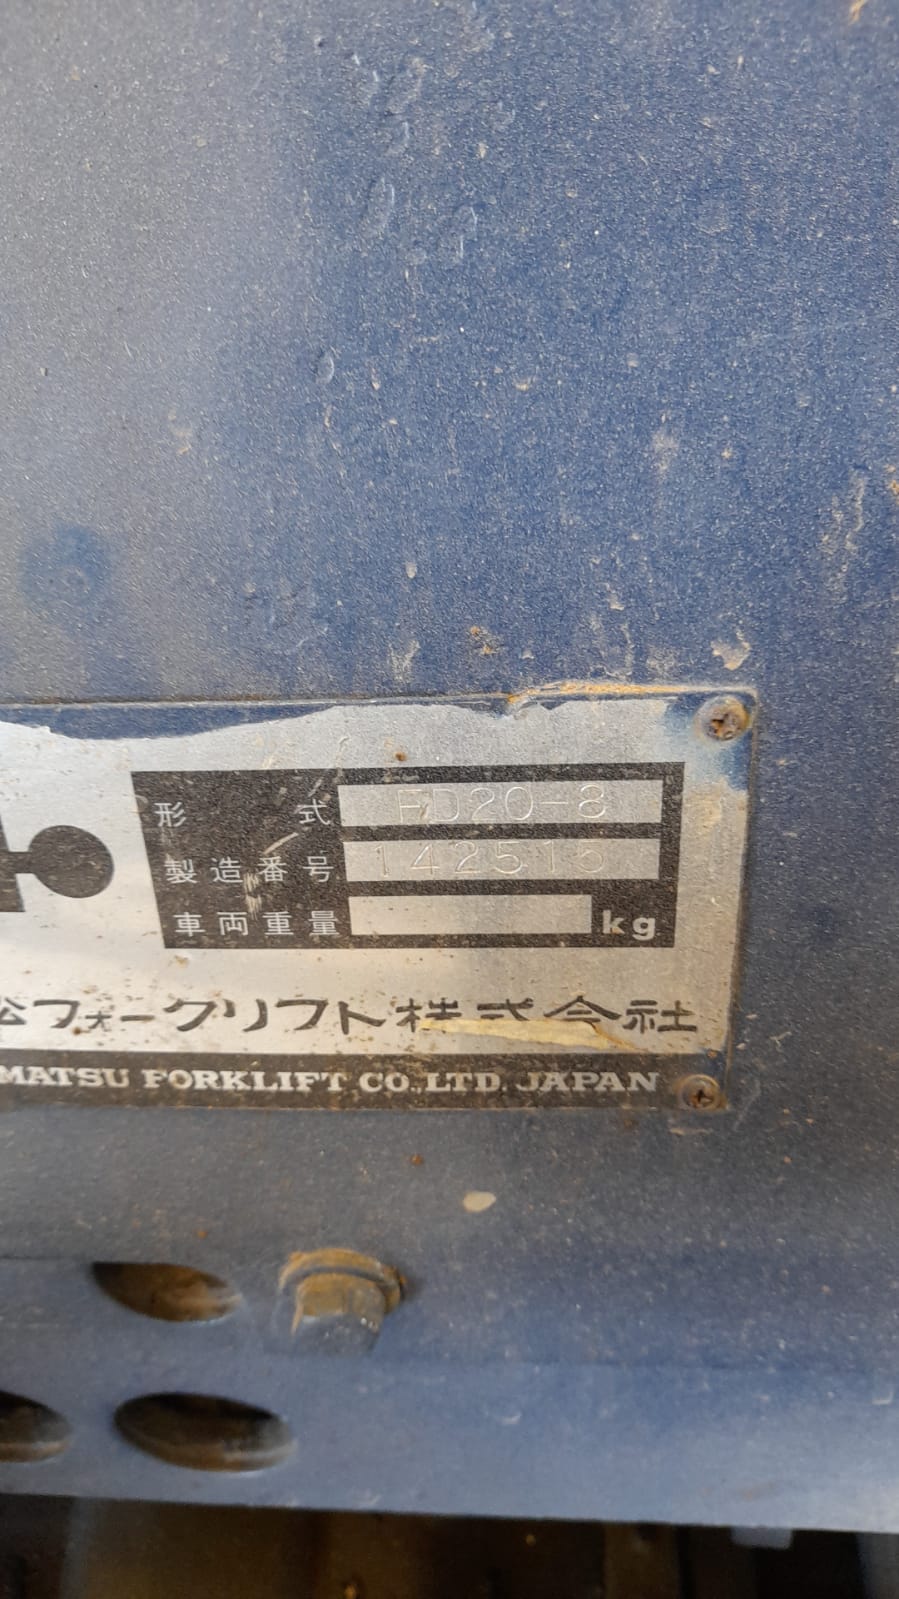 形式 FD20-8
製造番号 142515
車両重量 kg
松フォークリフト株式会社
MATSU FORKLIFT CO.,LTD. JAPAN